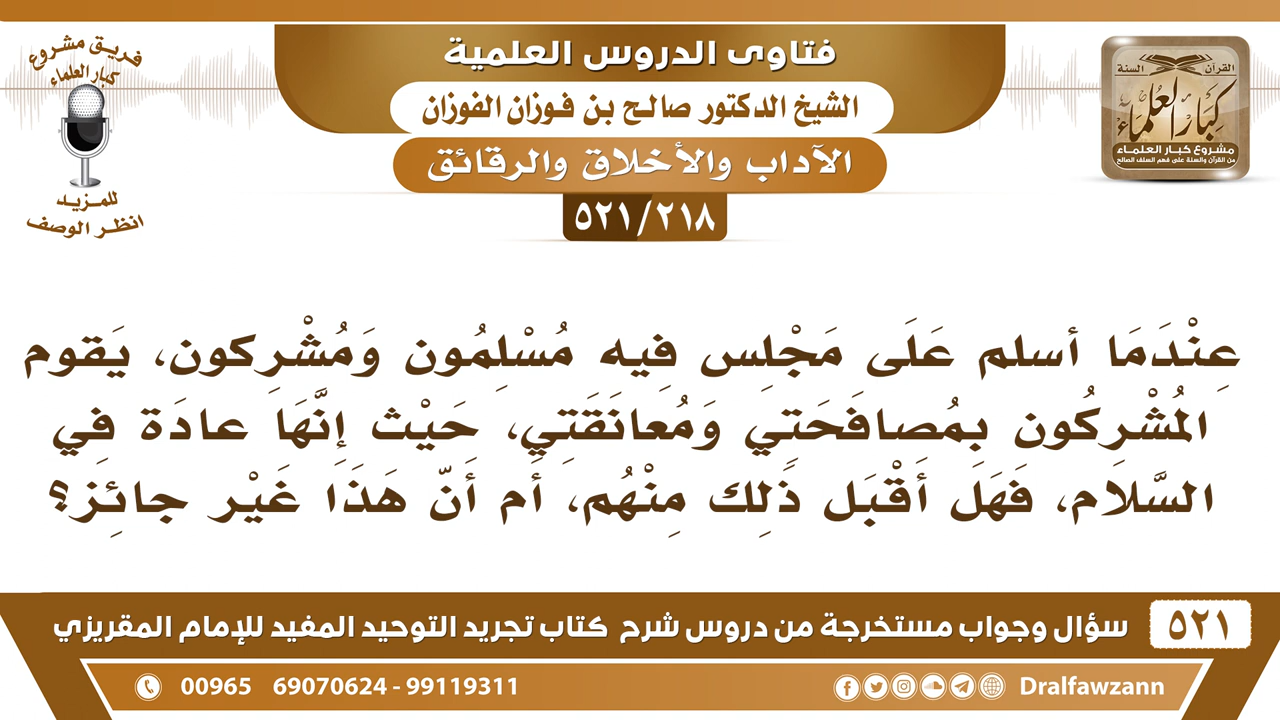 فتاوى الدروس العلمية
الشيخ الدكتور صالح بن فوزان الفوزان
الآداب والأخلاق والرقائق
٥٢١/٢١٨
فريق مشروع
كبار العلماء
للمزيد
انظر الوصف
القرآن السنة
كبار العلماء
مشروع كبار العلماء
من القرآن والسنة على فهم السلف الصالح
عِنْدَمَا أسلم عَلَى مَجْلِس فيه مُسْلِمُون وَمُشْرِكون، يَقوم
المُشْرِكُون بِمُصافَحَتِي وَمُعَانَقَتِي، حَيْث إنَّهَا عادَة فِي
السَّلَام، فَهَل أَقْبَل ذَلِك مِنْهُم، أَم أَنّ هَذَا غَيْر جائِز؟
سؤال وجواب مستخرجة من دروس شرح كتاب تجريد التوحيد المفيد للإمام المقريزي
٥٢١
00965 69070624 - 99119311
Dralfawzann